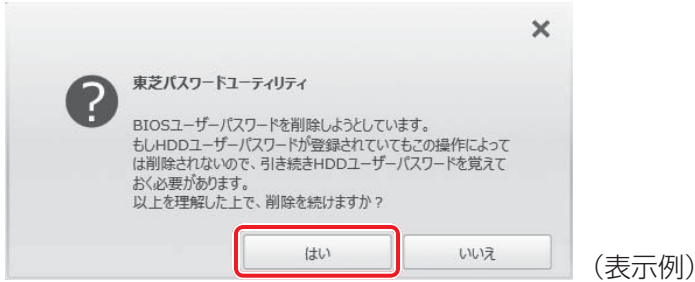 東芝パスワードユーティリティ
BIOSユーザーパスワードを削除しようとしています。
もしHDDユーザーパスワードが登録されていてもこの操作によって
は削除されないので、引き続きHDDユーザーパスワードを覚えて
おく必要があります。
以上を理解した上で、削除を続けますか？
はい
いいえ
（表示例）